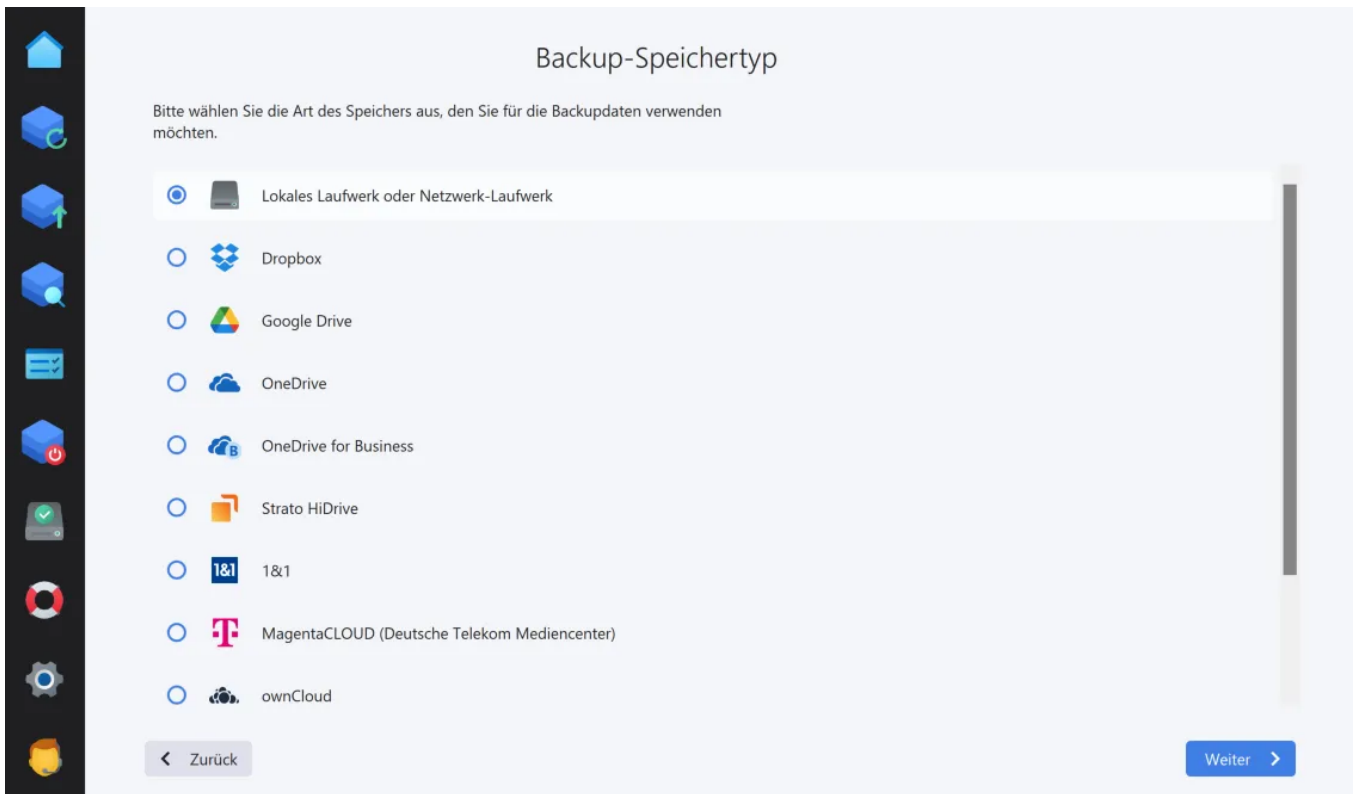 Backup-Speichertyp
Bitte wählen Sie die Art des Speichers aus, den Sie für die Backupdaten verwenden
möchten.
Lokales Laufwerk oder Netzwerk-Laufwerk
Dropbox
Google Drive
OneDrive
B
OneDrive for Business
Strato HiDrive
1&1
1&1
T
MagentaCLOUD (Deutsche Telekom Mediencenter)
ownCloud
Zurück
Weiter